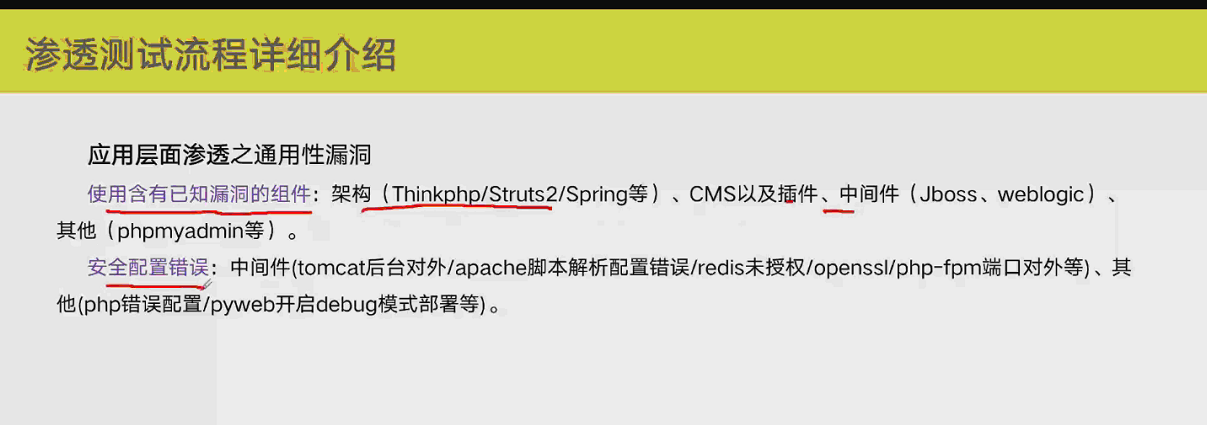 渗透测试流程详细介绍
应用层面渗透之通用性漏洞
使用含有已知漏洞的组件：架构（Thinkphp/Struts2/Spring等）、CMS以及插件、中间件（Jboss、weblogic）、
其他（phpmyadmin等）。
安全配置错误：中间件(tomcat后台对外/apache脚本解析配置错误/redis未授权/openssl/php-fpm端口对外等)、其
他(php错误配置/pyweb开启debug模式部署等)。